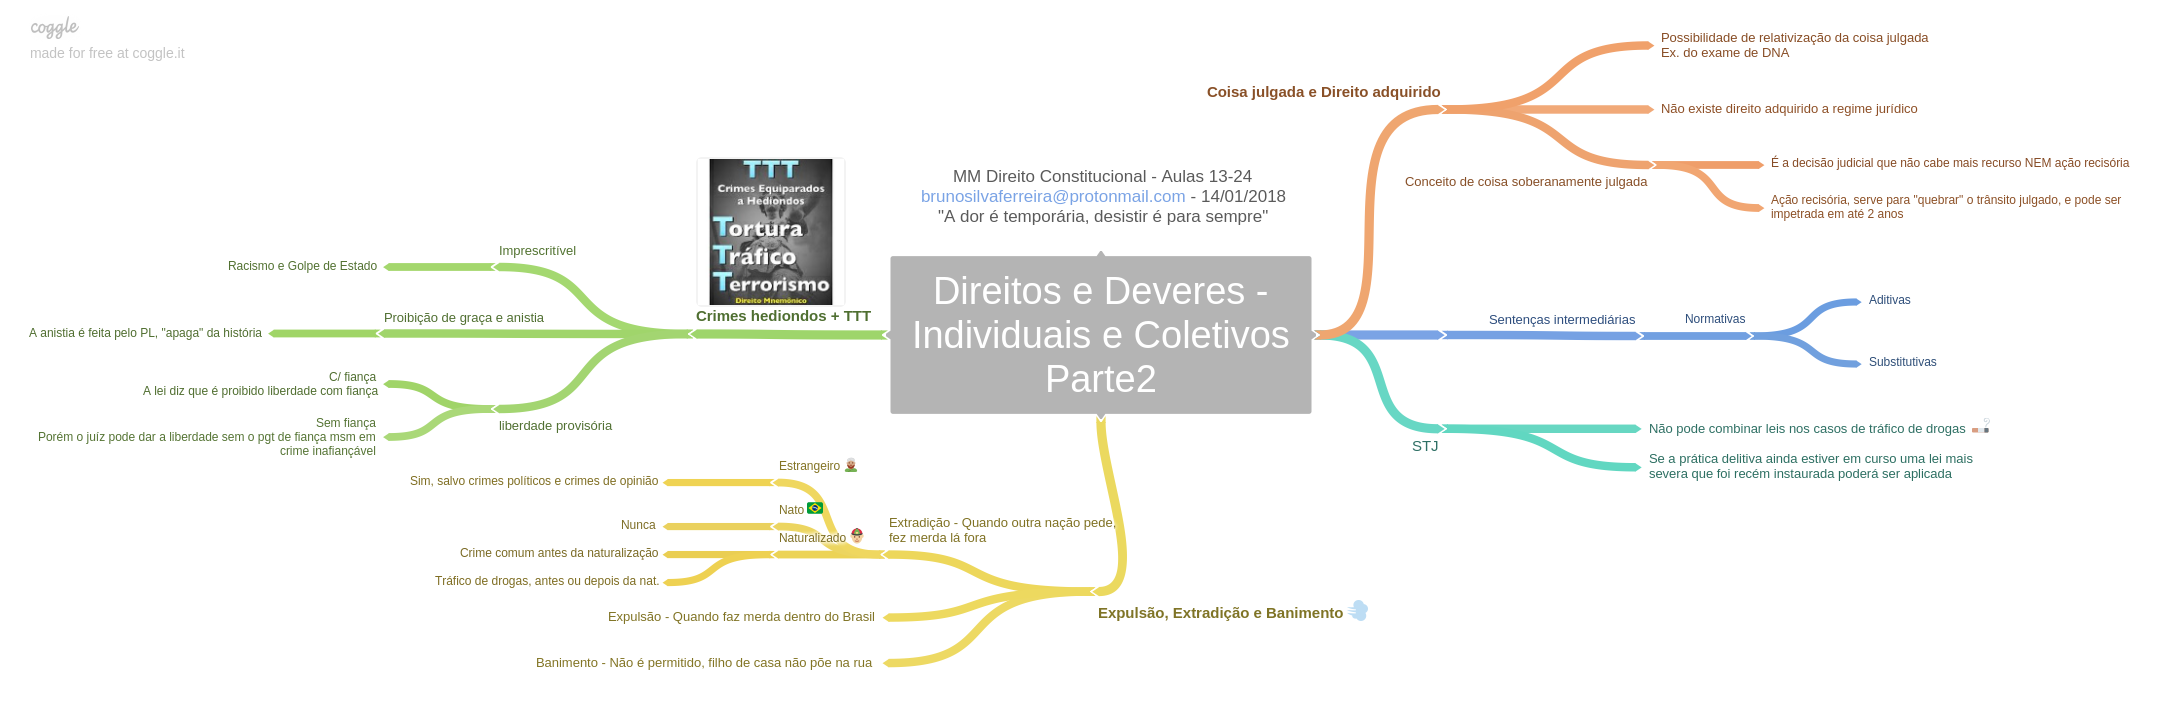 coggle
made for free at coggle.it
MM Direito Constitucional - Aulas 13-24
brunosilvaferreira@protonmail.com - 14/01/2018
"A dor é temporária, desistir é para sempre"
Direitos e Deveres -
Individuais e Coletivos
Parte2
Coisa julgada e Direito adquirido
Possibilidade de relativização da coisa julgada
Ex. do exame de DNA
Não existe direito adquirido a regime jurídico
Conceito de coisa soberanamente julgada
É a decisão judicial que não cabe mais recurso NEM ação recisória
Ação recisória, serve para "quebrar" o trânsito julgado, e pode ser
impetrada em até 2 anos
Sentenças intermediárias
Normativas
Aditivas
Substitutivas
STJ
Não pode combinar leis nos casos de tráfico de drogas 🚬
Se a prática delitiva ainda estiver em curso uma lei mais
severa que foi recém instaurada poderá ser aplicada
TTT
Crimes Equiparados
a Hediondos
Tortura
Tráfico
Terrorismo
Direito Mnemônico
Crimes hediondos + TTT
Imprescritível
Racismo e Golpe de Estado
Proibição de graça e anistia
A anistia é feita pelo PL, "apaga" da história
liberdade provisória
C/ fiança
A lei diz que é proibido liberdade com fiança
Sem fiança
Porém o juíz pode dar a liberdade sem o pgt de fiança msm em
crime inafiançável
Expulsão, Extradição e Banimento 💨
Extradição - Quando outra nação pede,
fez merda lá fora
Estrangeiro
Sim, salvo crimes políticos e crimes de opinião
Nato 🇧🇷
Nunca
Naturalizado
Crime comum antes da naturalização
Tráfico de drogas, antes ou depois da nat.
Expulsão - Quando faz merda dentro do Brasil
Banimento - Não é permitido, filho de casa não põe na rua